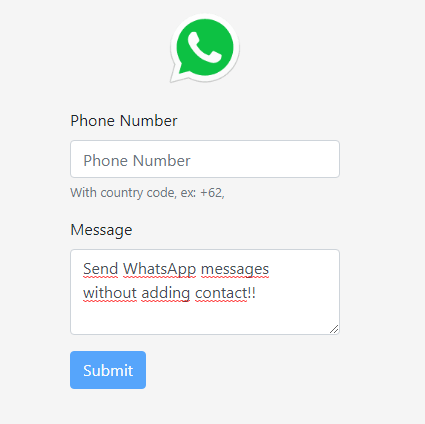 Phone Number
Phone Number
With country code, ex: +62,
Message
Send WhatsApp messages
without adding contact!!
Submit